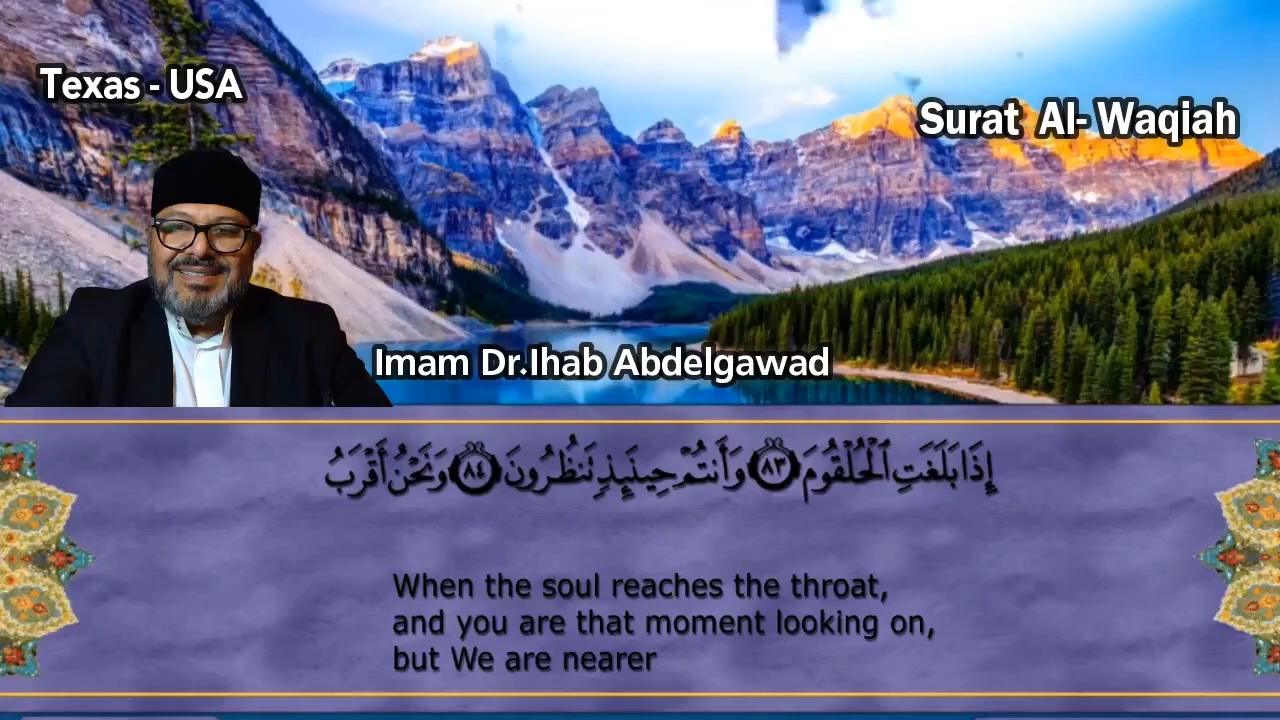 Texas - USA
Surat Al- Waqiah
Imam Dr.Ihab Abdelgawad
إِذَا بَلَغَتِ ٱلْحُلْقُومَ ٨٣ وَأَنتُمْ حِينَئِذٍ تَنظُرُونَ ٨٤ وَنَحْنُ أَقْرَبُ
When the soul reaches the throat,
and you are that moment looking on,
but We are nearer